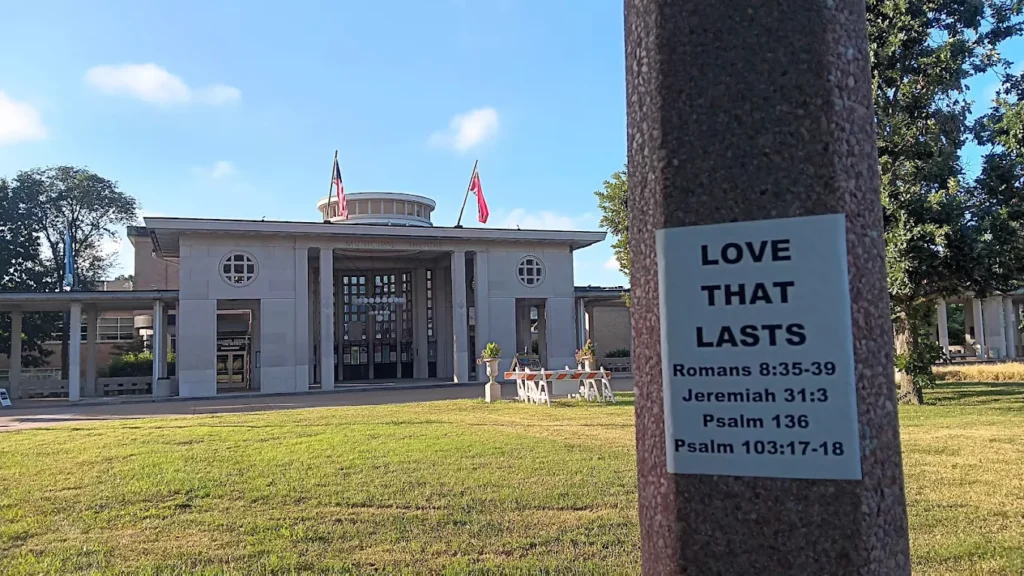 LOVE
THAT
LASTS
Romans 8:35-39
Jeremiah 31:3
Psalm 136
Psalm 103:17-18